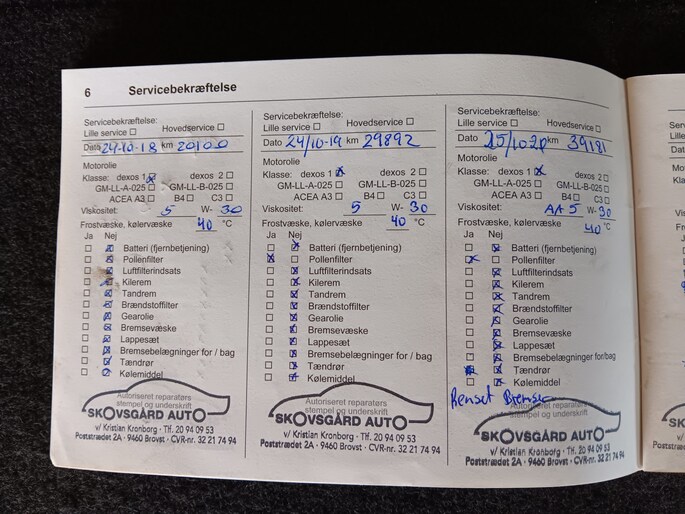 6 Servicebekræftelse
Servicebekræftelse:
Lille service ☐ Hovedservice ☐
Dato 24-10-18 km 20100
Motorolie
Klasse: dexos 1 ☒ dexos 2 ☐
GM-LL-A-025 ☐ GM-LL-B-025 ☐
ACEA A3 ☐ B4 ☐ C3 ☐
Viskositet: 5 W- 30
Frostvæske, kølervæske 40 °C
Ja Nej
☐ ☒ Batteri (fjernbetjening)
☐ ☒ Pollenfilter
☐ ☒ Luftfilterindsats
☐ ☒ Kilerem
☐ ☒ Tandrem
☐ ☒ Brændstoffilter
☐ ☒ Gearolie
☐ ☒ Bremsevæske
☐ ☒ Lappesæt
☐ ☒ Bremsebelægninger for / bag
☐ ☒ Tændrør
☐ ☒ Kølemiddel
Autoriseret reparatørs
stempel og underskrift
SKOVSGÅRD AUTO
v/ Kristian Kronborg · Tlf. 20 94 09 53
Poststrædet 2A · 9460 Brovst · CVR-nr. 32 21 74 94
Servicebekræftelse:
Lille service ☐ Hovedservice ☐
Dato 24/10-19 km 29892
Motorolie
Klasse: dexos 1 ☒ dexos 2 ☐
GM-LL-A-025 ☐ GM-LL-B-025 ☐
ACEA A3 ☐ B4 ☐ C3 ☐
Viskositet: 5 W- 30
Frostvæske, kølervæske 40 °C
Ja Nej
☐ ☒ Batteri (fjernbetjening)
☒ ☐ Pollenfilter
☐ ☒ Luftfilterindsats
☐ ☒ Kilerem
☐ ☒ Tandrem
☐ ☒ Brændstoffilter
☐ ☒ Gearolie
☐ ☒ Bremsevæske
☐ ☒ Lappesæt
☐ ☒ Bremsebelægninger for / bag
☐ ☒ Tændrør
☐ ☒ Kølemiddel
Autoriseret reparatørs
stempel og underskrift
SKOVSGÅRD AUTO
v/ Kristian Kronborg · Tlf. 20 94 09 53
Poststrædet 2A · 9460 Brovst · CVR-nr. 32 21 74 94
Servicebekræftelse:
Lille service ☐ Hovedservice ☐
Dato 25/1020 km 39181
Motorolie
Klasse: dexos 1 ☒ dexos 2 ☐
GM-LL-A-025 ☐ GM-LL-B-025 ☐
ACEA A3 ☐ B4 ☐ C3 ☐
Viskositet: 5 W- 30
Frostvæske, kølervæske 40 °C
Ja Nej
☐ ☒ Batteri (fjernbetjening)
☒ ☐ Pollenfilter
☐ ☒ Luftfilterindsats
☐ ☒ Kilerem
☐ ☒ Tandrem
☐ ☒ Brændstoffilter
☐ ☒ Gearolie
☐ ☒ Bremsevæske
☐ ☒ Lappesæt
☐ ☒ Bremsebelægninger for/bag
☒ ☒ Tændrør
☐ ☒ Kølemiddel
Renset Bremser
Autoriseret reparatørs
stempel og underskrift
SKOVSGÅRD AUTO
v/ Kristian Kronborg · Tlf. 20 94 09 53
Poststrædet 2A · 9460 Brovst · CVR-nr. 32 21 74 94